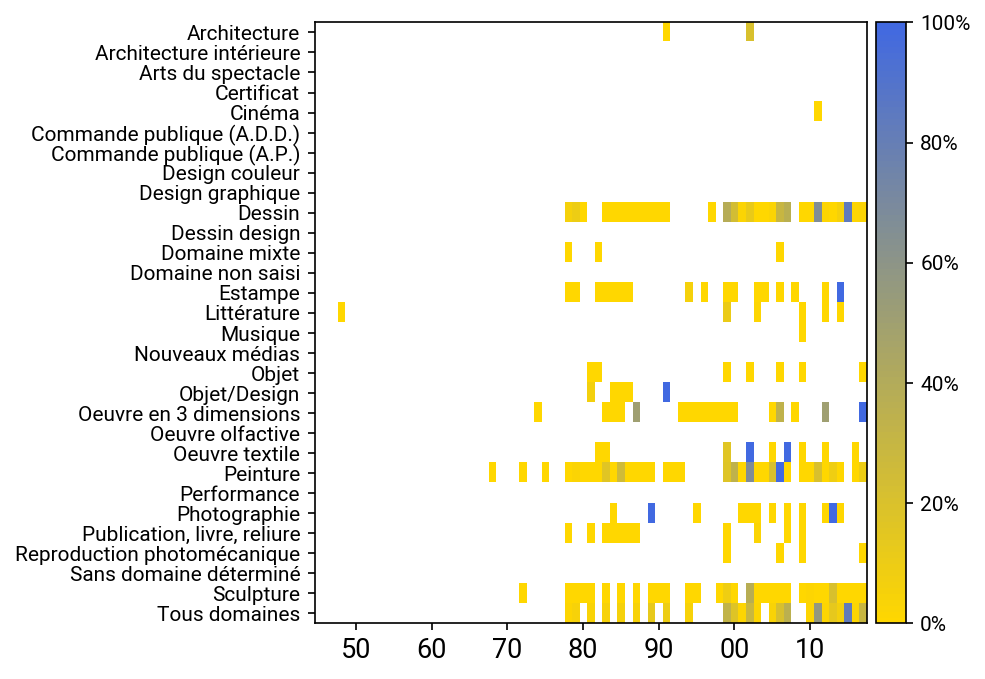 Architecture
Architecture intérieure
Arts du spectacle
Certificat
Cinéma
Commande publique (A.D.D.)
Commande publique (A.P.)
Design couleur
Design graphique
Dessin
Dessin design
Domaine mixte
Domaine non saisi
Estampe
Littérature
Musique
Nouveaux médias
Objet
Objet/Design
Oeuvre en 3 dimensions
Oeuvre olfactive
Oeuvre textile
Peinture
Performance
Photographie
Publication, livre, reliure
Reproduction photomécanique
Sans domaine déterminé
Sculpture
Tous domaines
50 60 70 80 90 00 10
100%
80%
60%
40%
20%
0%